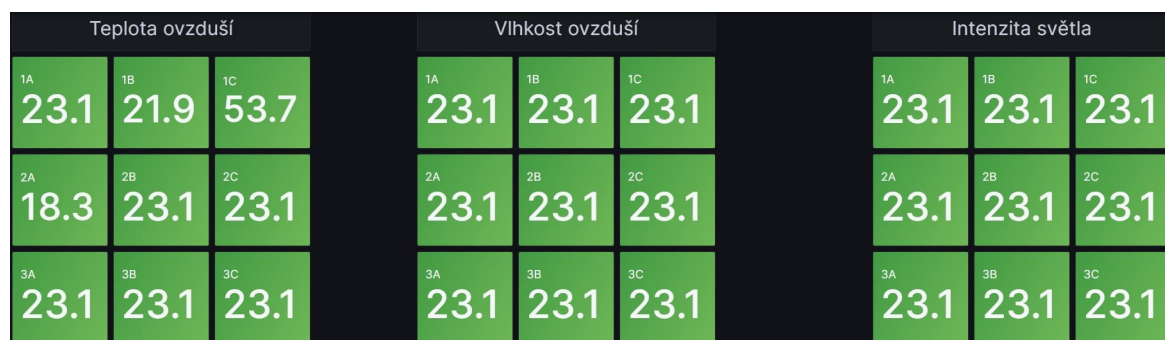 Teplota ovzduší Vlhkost ovzduší Intenzita světla
1A 1B 1C 1A 1B 1C 1A 1B 1C
23.1 21.9 53.7 23.1 23.1 23.1 23.1 23.1 23.1
2A 2B 2C 2A 2B 2C 2A 2B 2C
18.3 23.1 23.1 23.1 23.1 23.1 23.1 23.1 23.1
3A 3B 3C 3A 3B 3C 3A 3B 3C
23.1 23.1 23.1 23.1 23.1 23.1 23.1 23.1 23.1